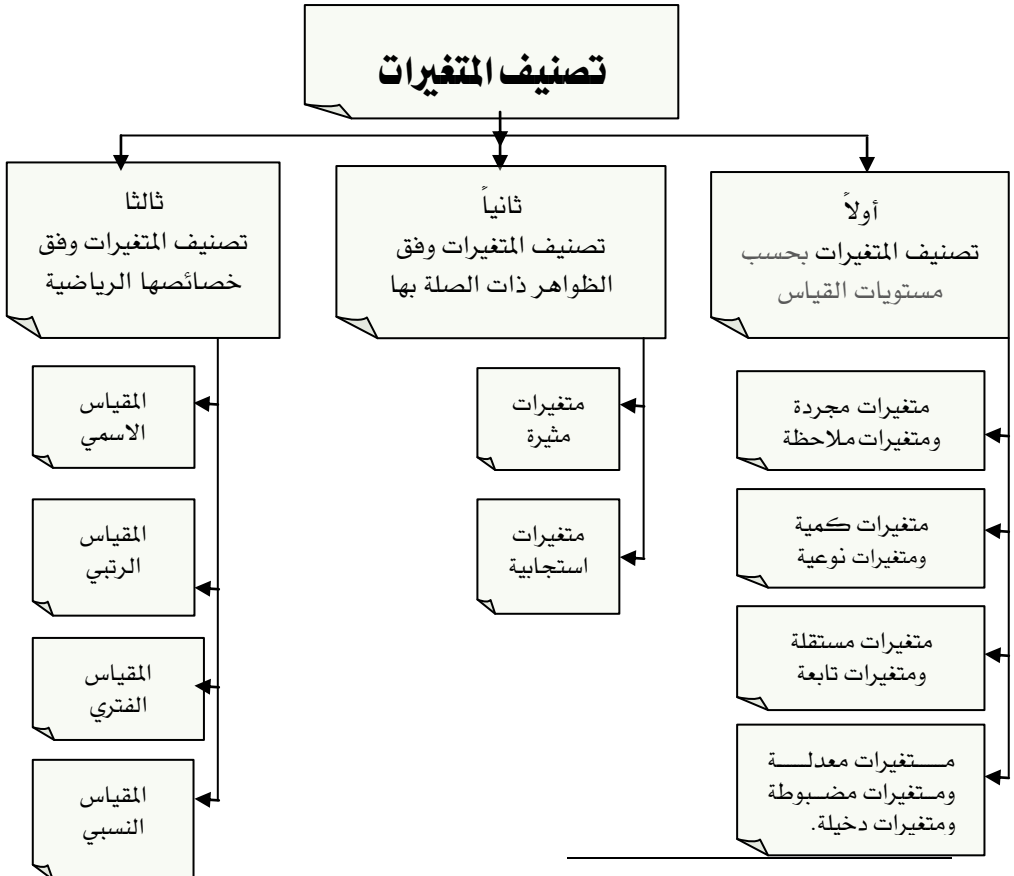 تصنيف المتغيرات
أولاً
تصنيف المتغيرات بحسب
مستويات القياس
متغيرات مجردة
ومتغيرات ملاحظة
متغيرات كمية
ومتغيرات نوعية
متغيرات مستقلة
ومتغيرات تابعة
متغيرات معدلة
ومتغيرات مضبوطة
ومتغيرات دخيلة.
ثانياً
تصنيف المتغيرات وفق
الظواهر ذات الصلة بها
متغيرات
مثيرة
متغيرات
استجابية
ثالثا
تصنيف المتغيرات وفق
خصائصها الرياضية
المقياس
الاسمي
المقياس
الرتبي
المقياس
الفتري
المقياس
النسبي